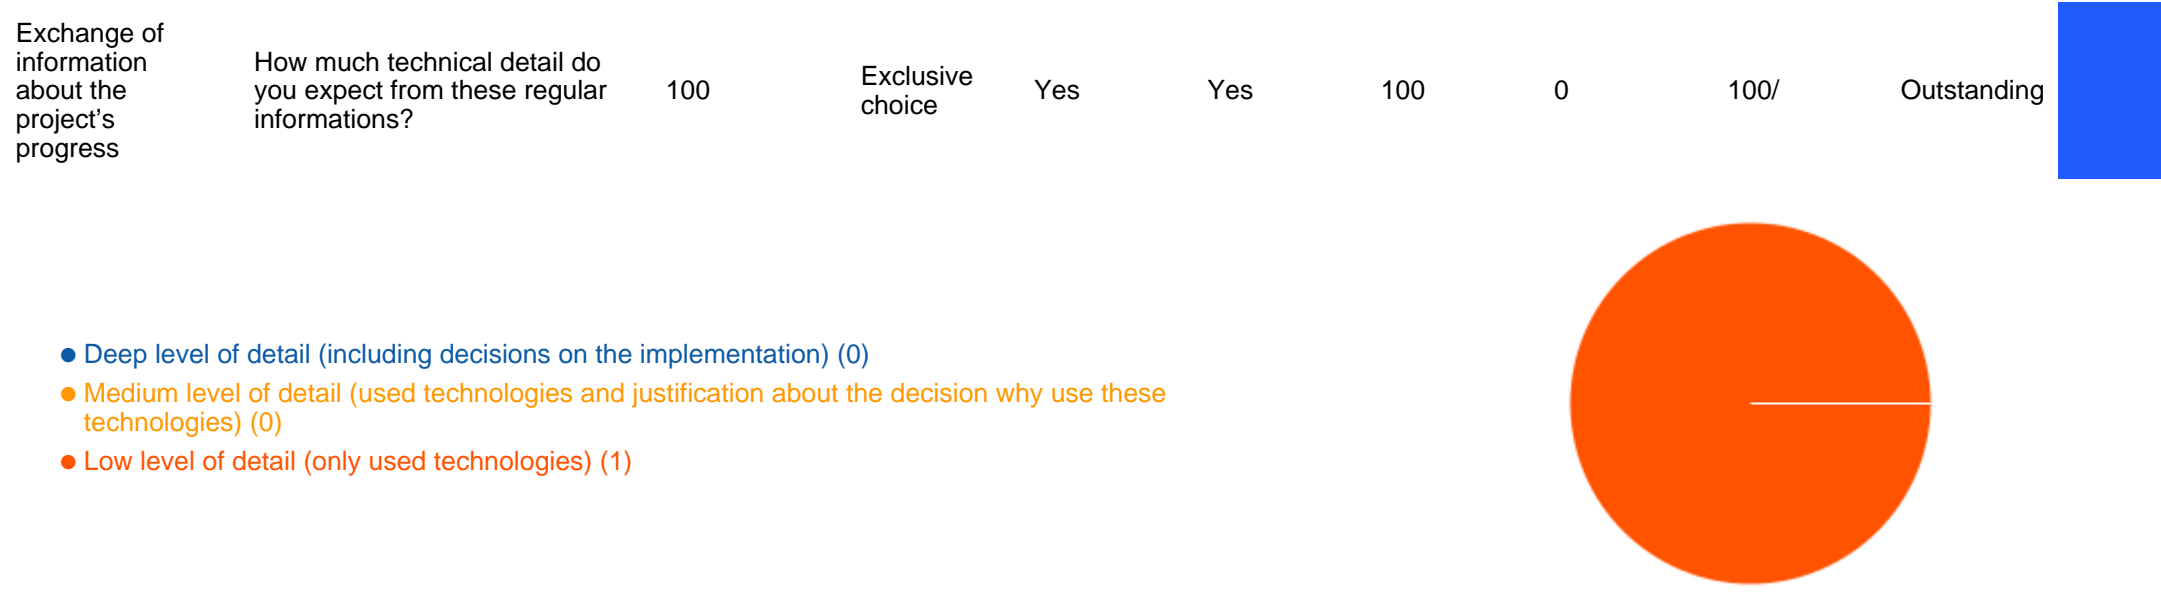 Exchange of
information
about the
project’s
progress
How much technical detail do
you expect from these regular
informations?
100
Exclusive
choice
Yes
Yes
100
0
100/
Outstanding
Deep level of detail (including decisions on the implementation) (0)
Medium level of detail (used technologies and justification about the decision why use these
technologies) (0)
Low level of detail (only used technologies) (1)